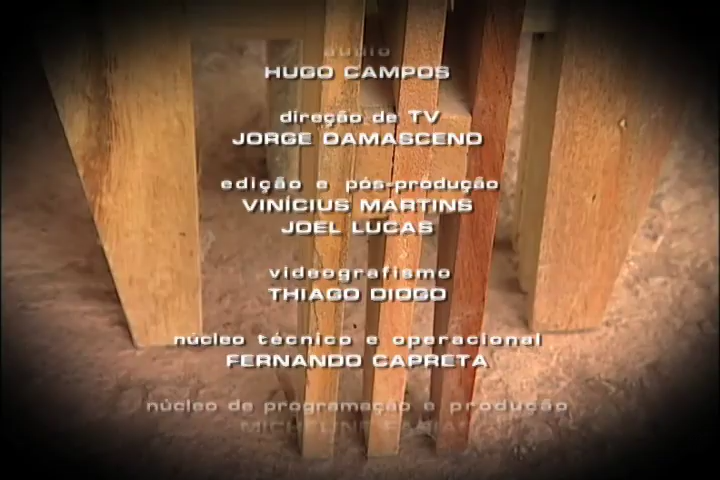 áudio
HUGO CAMPOS
direção de TV
JORGE DAMASCENO
edição e pós-produção
VINÍCIUS MARTINS
JOEL LUCAS
videografismo
THIAGO DIOGO
núcleo técnico e operacional
FERNANDO CAPRETA
núcleo de programação e produção